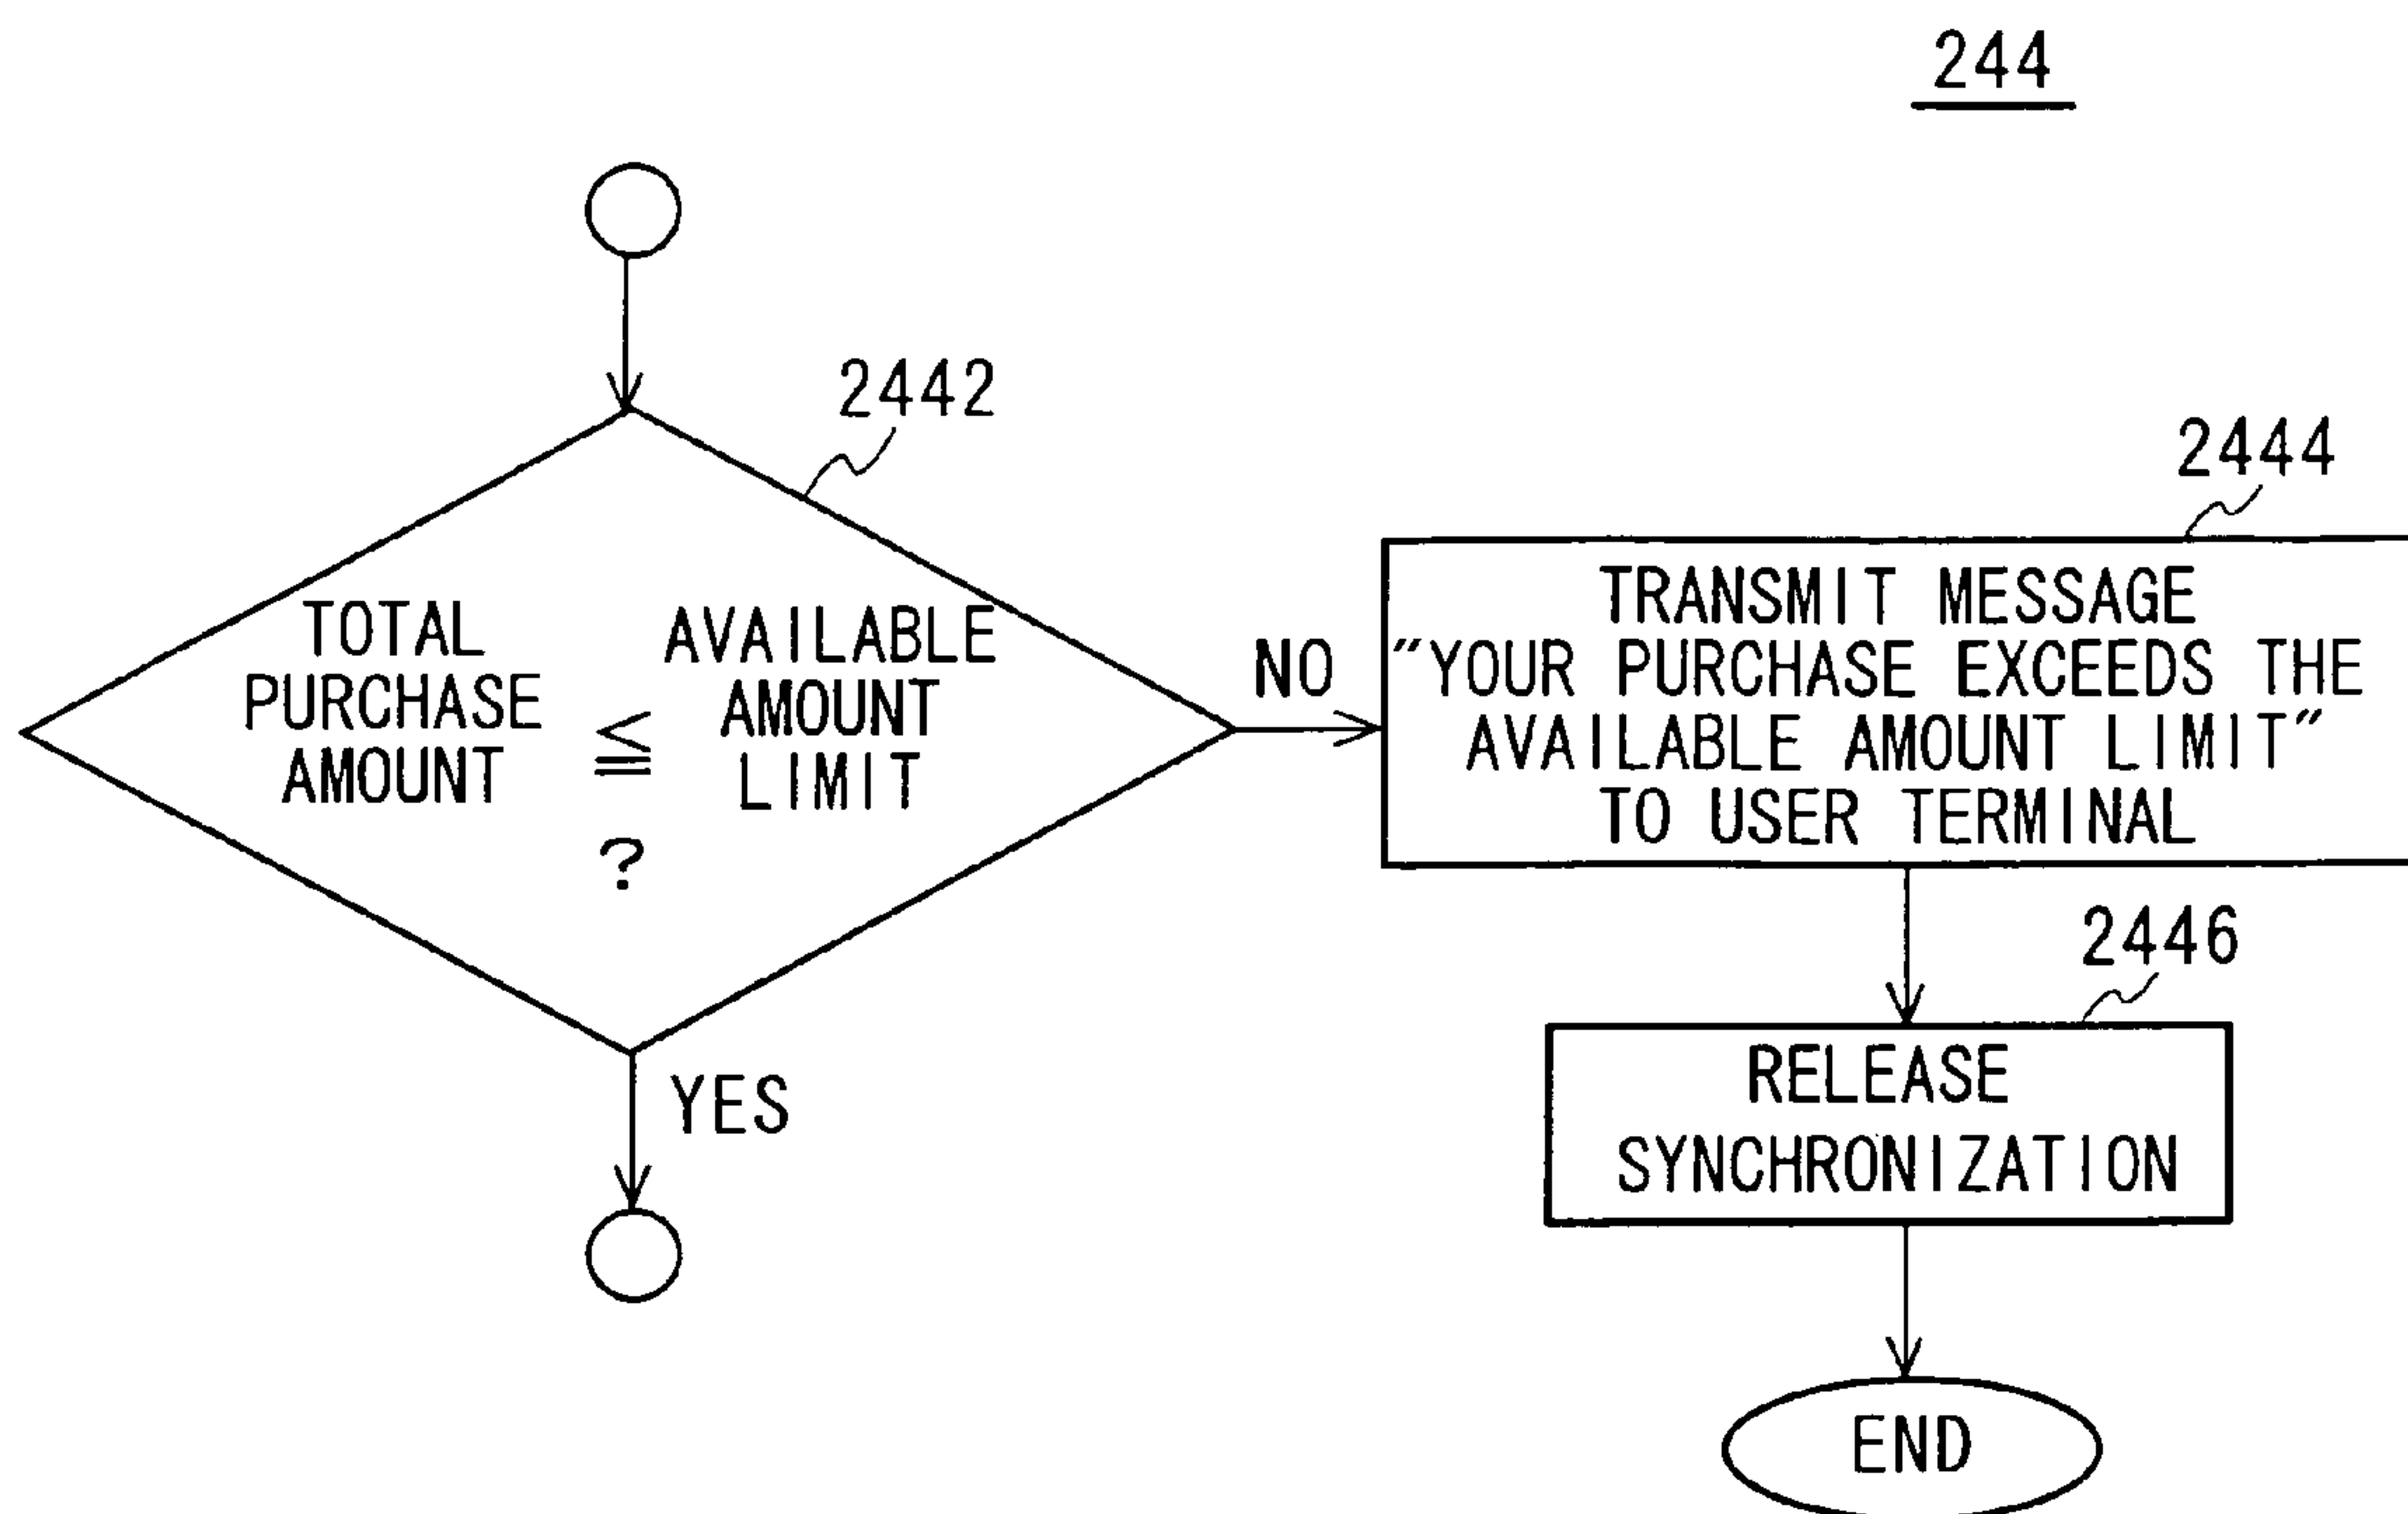 244
2442
TOTAL
PURCHASE
AMOUNT
≦
AVAILABLE
AMOUNT
LIMIT
?
NO
YES
2444
TRANSMIT MESSAGE
"YOUR PURCHASE EXCEEDS THE
AVAILABLE AMOUNT LIMIT"
TO USER TERMINAL
2446
RELEASE
SYNCHRONIZATION
END